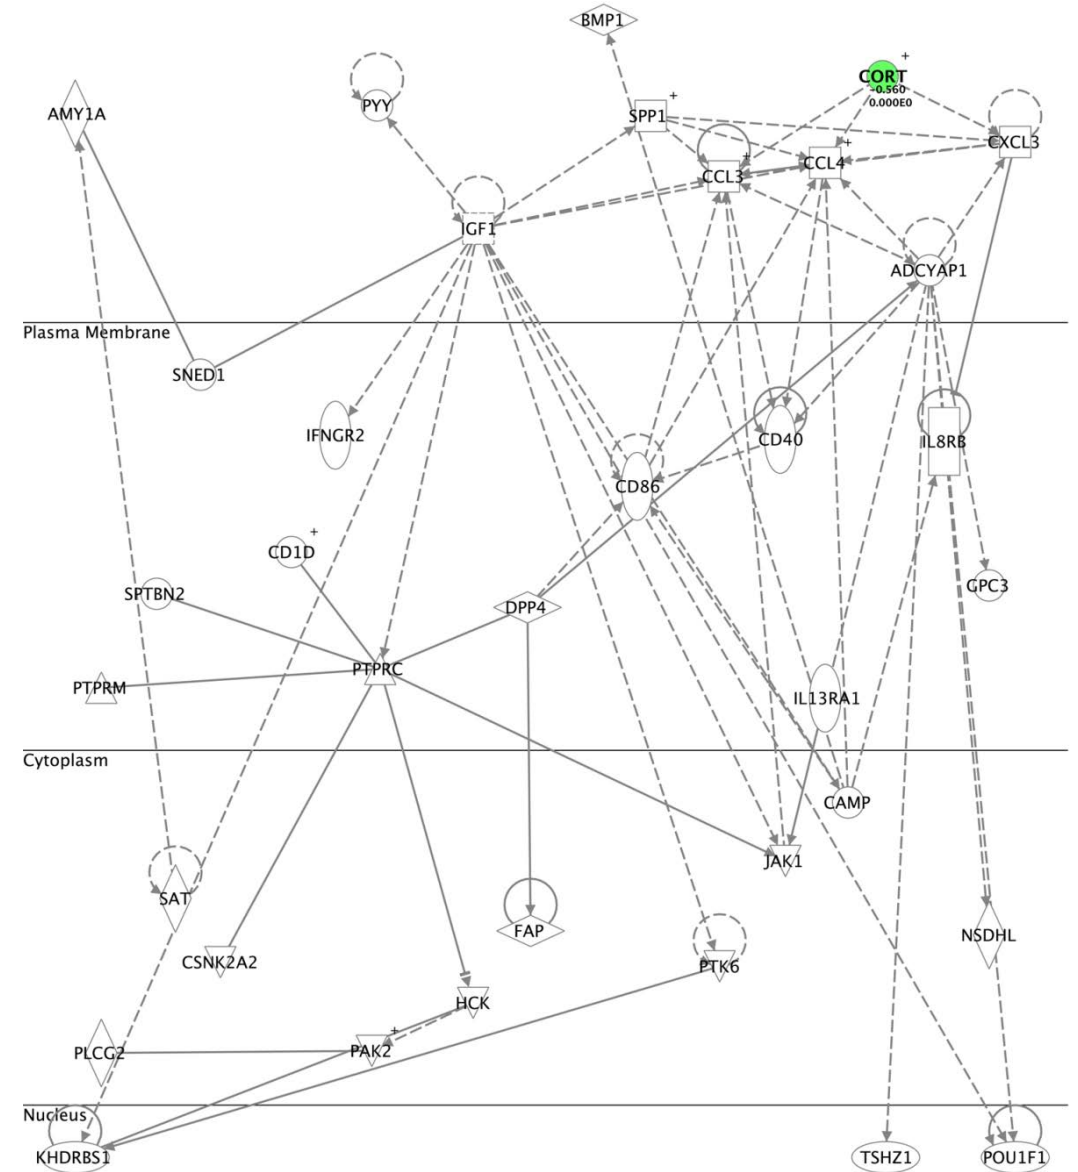 BMP1
+
CORT
-0.560
0.000E0
AMY1A
PYY
+
SPP1
CXCL3
+
CCL4
+
CCL3
IGF1
ADCYAP1
Plasma Membrane
SNED1
IFNGR2
CD40
IL8RB
CD86
+
CD1D
GPC3
SPTBN2
DPP4
PTPRC
PTPRM
IL13RA1
Cytoplasm
CAMP
JAK1
SAT
FAP
NSDHL
CSNK2A2
PTK6
HCK
+
PAK2
PLCG2
Nucleus
KHDRBS1
TSHZ1
POU1F1